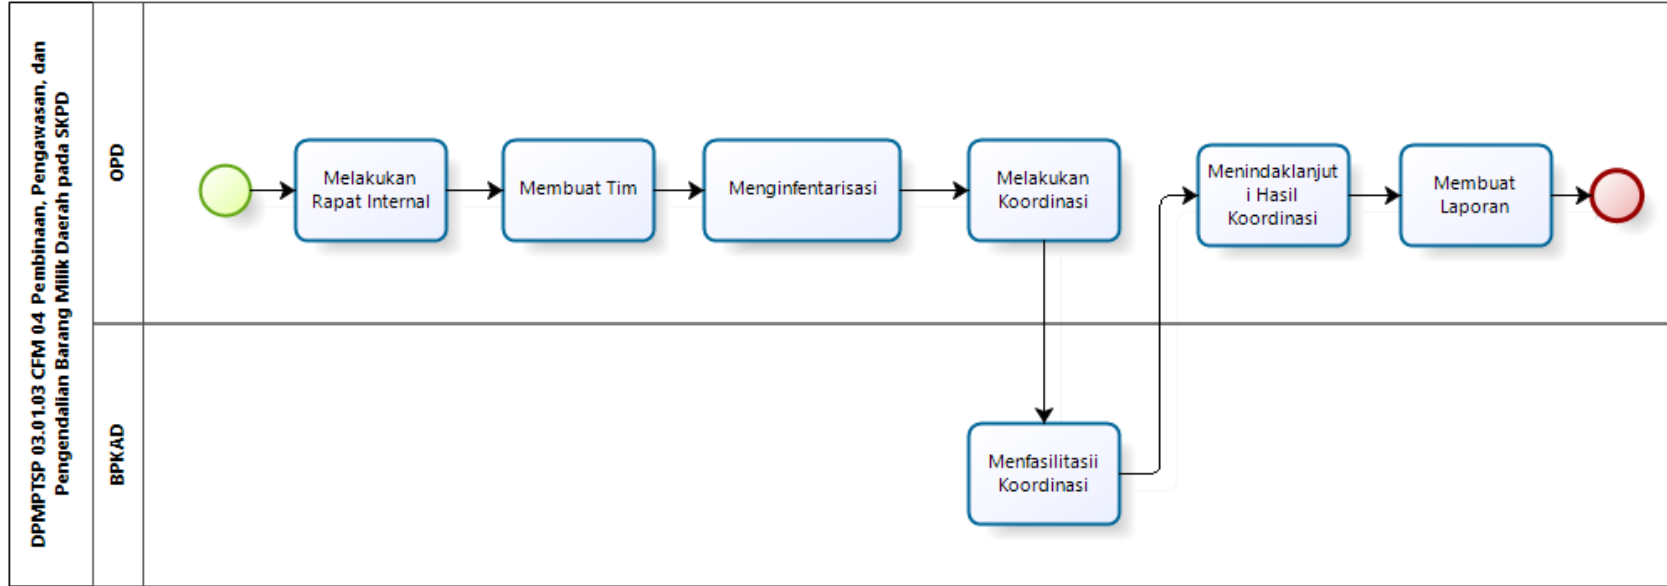 DPMPTSP 03.01.03 CFM 04 Pembinaan, Pengawasan, dan
Pengendalian Barang Milik Daerah pada SKPD
OPD
Melakukan
Rapat Internal
Membuat Tim
Menginfentarisasi
Melakukan
Koordinasi
Menindaklanjut
i Hasil
Koordinasi
Membuat
Laporan
BPKAD
Menfasilitasii
Koordinasi